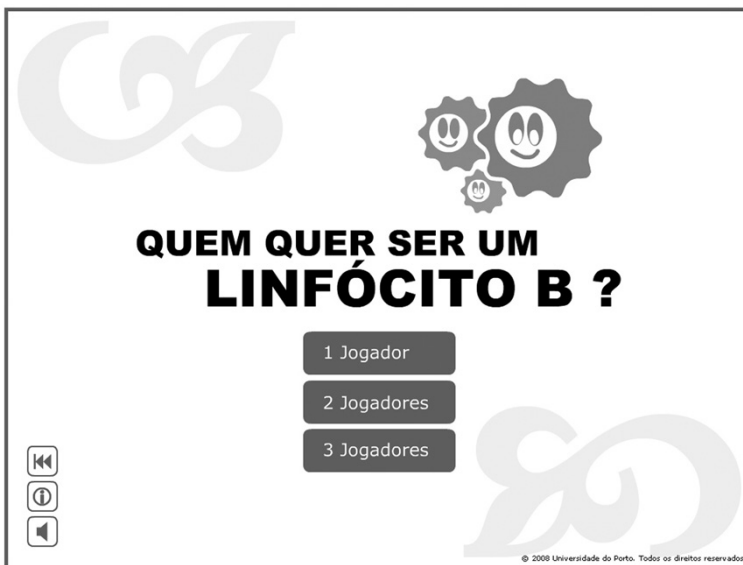 QUEM QUER SER UM
LINFÓCITO B ?
1 Jogador
2 Jogadores
3 Jogadores
© 2008 Universidade do Porto. Todos os direitos reservados